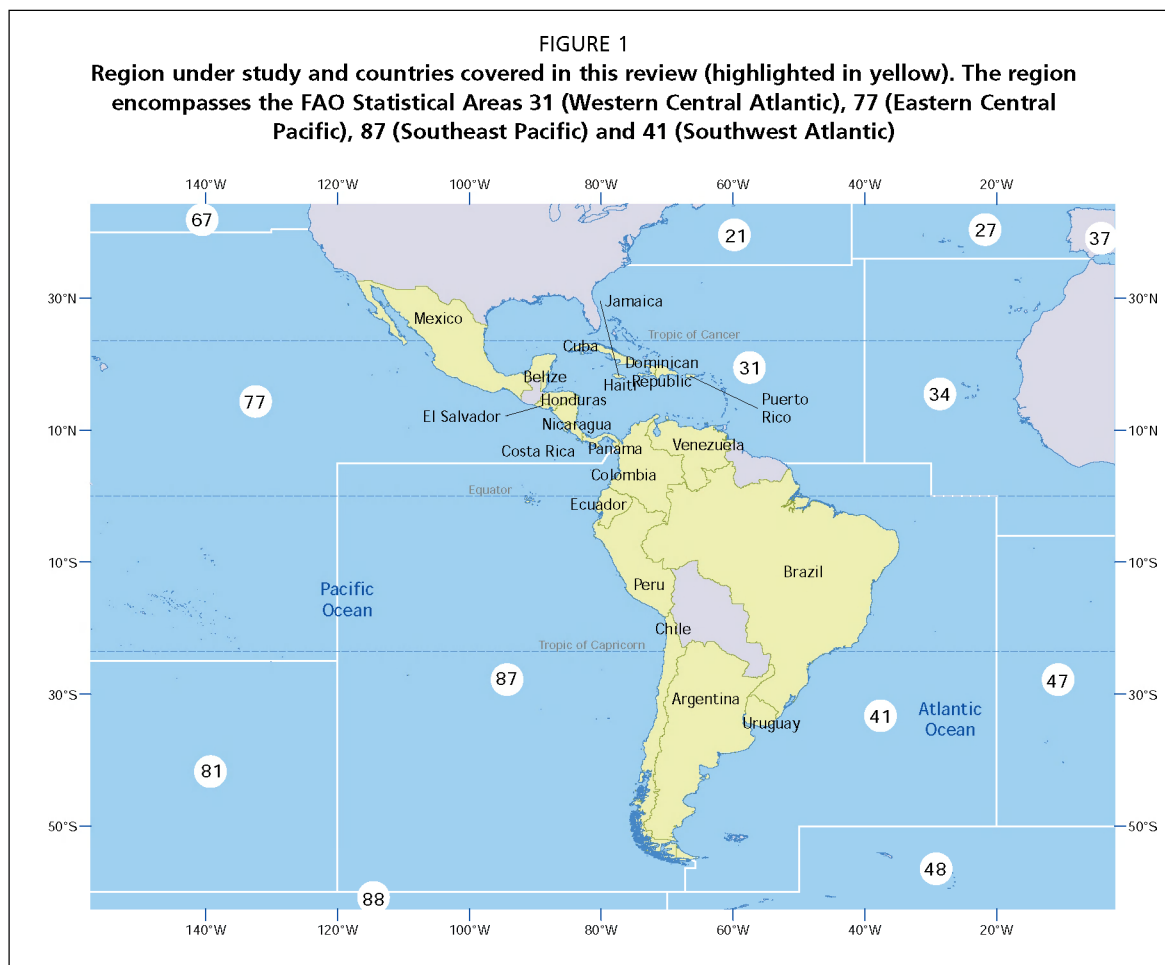 FIGURE 1
Region under study and countries covered in this review (highlighted in yellow). The region
encompasses the FAO Statistical Areas 31 (Western Central Atlantic), 77 (Eastern Central
Pacific), 87 (Southeast Pacific) and 41 (Southwest Atlantic)
140°W 120°W 100°W 80°W 60°W 40°W 20°W
67
21
27
37
30°N
30°N
Jamaica
Mexico
Tropic of Cancer
Cuba
Dominican
Republic
31
Belize
Haiti
77
34
Honduras
Puerto
Rico
El Salvador
Nicaragua
10°N
10°N
Costa Rica
Panama
Venezuela
Colombia
Equator
Ecuador
10°S
10°S
Brazil
Peru
Pacific
Ocean
Chile
Tropic of Capricorn
87
47
30°S
30°S
Argentina
41
Atlantic
Ocean
Uruguay
81
50°S
50°S
48
88
140°W 120°W 100°W 80°W 60°W 40°W 20°W